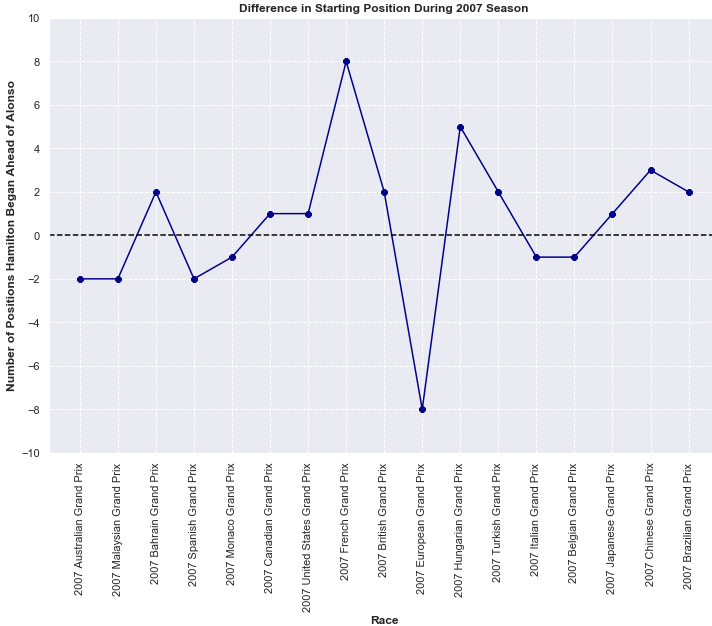 Difference in Starting Position During 2007 Season
Number of Positions Hamilton Began Ahead of Alonso
10
8
6
4
2
0
−2
−4
−6
−8
−10
2007 Australian Grand Prix
2007 Malaysian Grand Prix
2007 Bahrain Grand Prix
2007 Spanish Grand Prix
2007 Monaco Grand Prix
2007 Canadian Grand Prix
2007 United States Grand Prix
2007 French Grand Prix
2007 British Grand Prix
2007 European Grand Prix
2007 Hungarian Grand Prix
2007 Turkish Grand Prix
2007 Italian Grand Prix
2007 Belgian Grand Prix
2007 Japanese Grand Prix
2007 Chinese Grand Prix
2007 Brazilian Grand Prix
Race